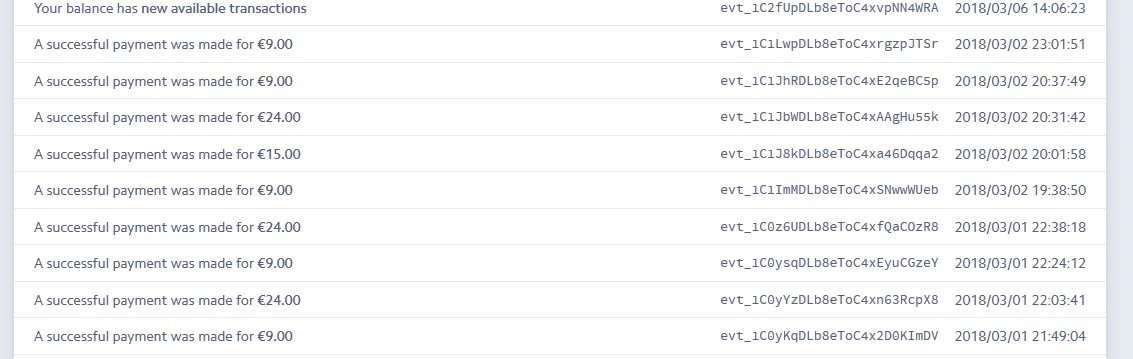 Your balance has new available transactions evt_1C2fUpDLb8eToC4xvpNN4WRA 2018/03/06 14:06:23
A successful payment was made for €9.00 evt_1C1LwpDLb8eToC4xrgzpJTSr 2018/03/02 23:01:51
A successful payment was made for €9.00 evt_1C1JhRDLb8eToC4xE2qeBC5p 2018/03/02 20:37:49
A successful payment was made for €24.00 evt_1C1JbWDLb8eToC4xAAgHu55k 2018/03/02 20:31:42
A successful payment was made for €15.00 evt_1C1J8kDLb8eToC4xa46Dqqa2 2018/03/02 20:01:58
A successful payment was made for €9.00 evt_1C1ImMDLb8eToC4xSNwwWUeb 2018/03/02 19:38:50
A successful payment was made for €24.00 evt_1C0z6UDLb8eToC4xfQaCOzR8 2018/03/01 22:38:18
A successful payment was made for €9.00 evt_1C0ysqDLb8eToC4xEyuCGzeY 2018/03/01 22:24:12
A successful payment was made for €24.00 evt_1C0yYzDLb8eToC4xn63RcpX8 2018/03/01 22:03:41
A successful payment was made for €9.00 evt_1C0yKqDLb8eToC4x2D0KImDV 2018/03/01 21:49:04